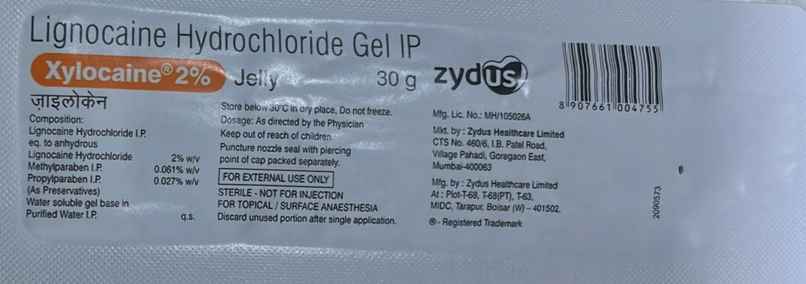 Lignocaine Hydrochloride Gel IP
Xylocaine® 2% Jelly 30 g
ज़ाइलोकेन
Composition:
Lignocaine Hydrochloride I.P.
eq. to anhydrous
Lignocaine Hydrochloride 2% w/v
Methylparaben I.P. 0.061% w/v
Propylparaben I.P. 0.027% w/v
(As Preservatives)
Water soluble gel base in
Purified Water I.P. q.s.
Store below 30°C in dry place, Do not freeze.
Dosage: As directed by the Physician
Keep out of reach of children.
Puncture nozzle seal with piercing
point of cap packed separately.
FOR EXTERNAL USE ONLY
STERILE - NOT FOR INJECTION
FOR TOPICAL / SURFACE ANAESTHESIA
Discard unused portion after single application.
zydus
Mfg. Lic. No.: MH/105026A
Mkt. by : Zydus Healthcare Limited
CTS No. 460/6, I.B. Patel Road,
Village Pahadi, Goregaon East,
Mumbai-400063
Mfg. by : Zydus Healthcare Limited
At : Plot-T-68, T-68(PT), T-63,
MIDC, Tarapur, Boisar (W) – 401502.
® - Registered Trademark
8 907661 004755
2090573